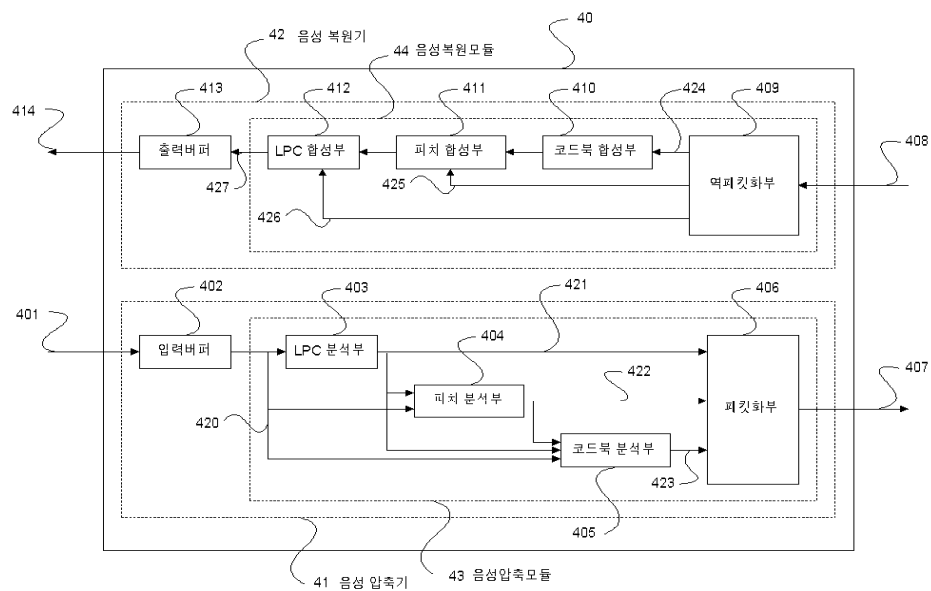 40
42 음성 복원기
44 음성복원모듈
413
412
411
410
424
409
414
408
출력버퍼
LPC 합성부
피치 합성부
코드북 합성부
역패킷화부
427
425
426
402
403
421
406
401
404
입력버퍼
LPC 분석부
422
407
피치 분석부
패킷화부
420
코드북 분석부
423
405
41 음성 압축기
43 음성압축모듈